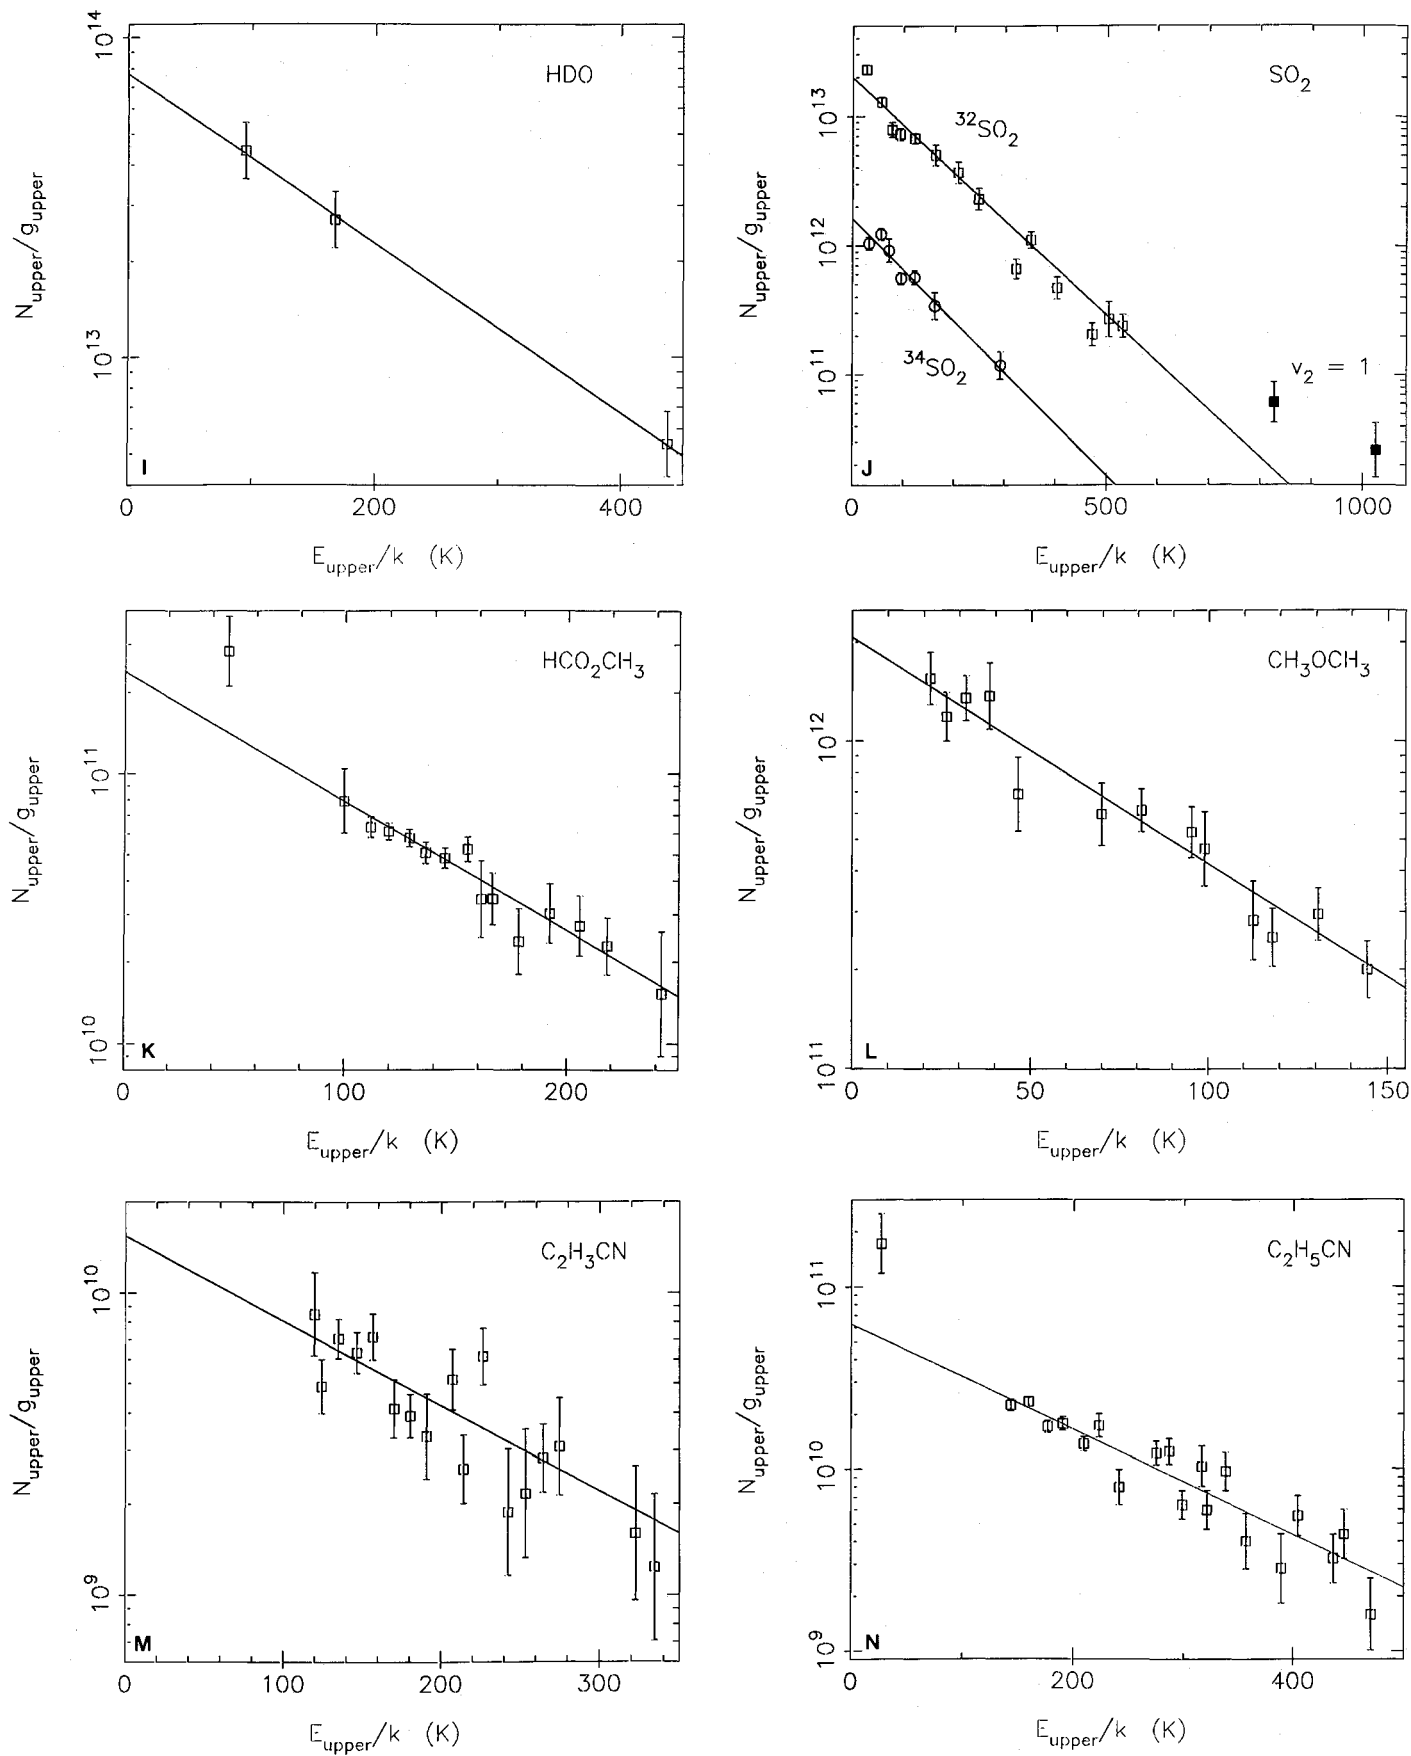 HDO
10^14
10^13
N_upper/g_upper
I
0 200 400
E_upper/k (K)
SO_2
^32SO_2
^34SO_2
v_2 = 1
10^13
10^12
10^11
N_upper/g_upper
J
0 500 1000
E_upper/k (K)
HCO_2CH_3
10^11
10^10
N_upper/g_upper
K
0 100 200
E_upper/k (K)
CH_3OCH_3
10^12
10^11
N_upper/g_upper
L
0 50 100 150
E_upper/k (K)
C_2H_3CN
10^10
10^9
N_upper/g_upper
M
0 100 200 300
E_upper/k (K)
C_2H_5CN
10^11
10^10
10^9
N_upper/g_upper
N
0 200 400
E_upper/k (K)